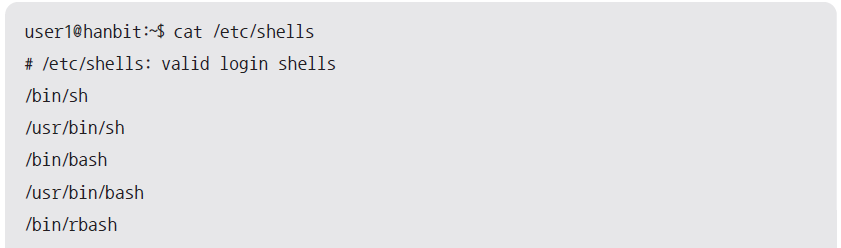 user1@hanbit:~$ cat /etc/shells
# /etc/shells: valid login shells
/bin/sh
/usr/bin/sh
/bin/bash
/usr/bin/bash
/bin/rbash